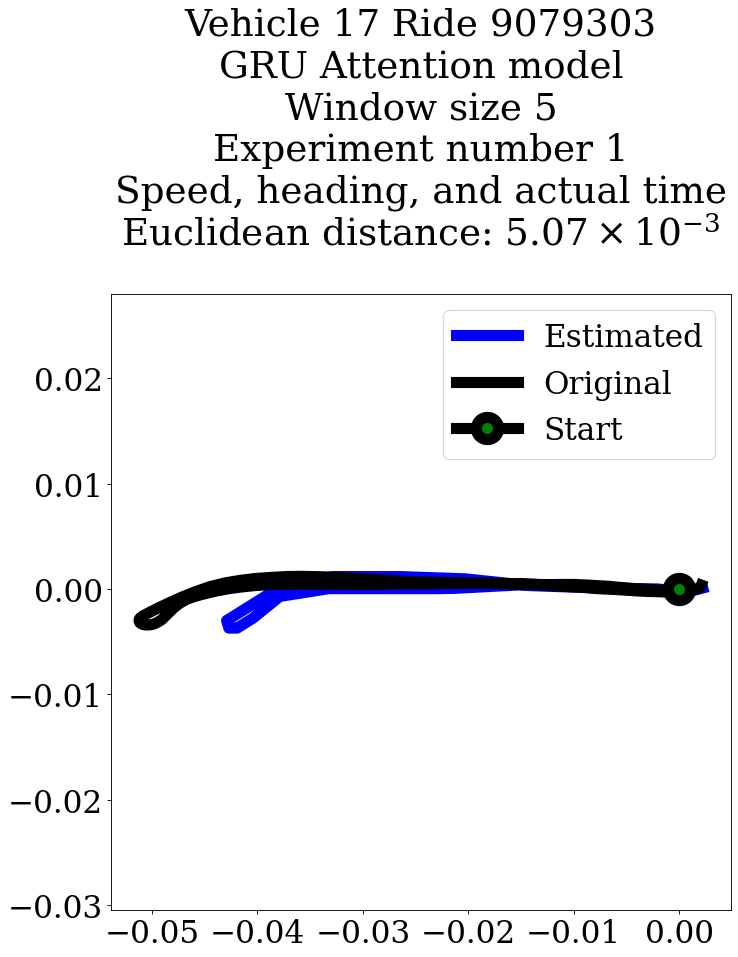 Vehicle 17 Ride 9079303
GRU Attention model
Window size 5
Experiment number 1
Speed, heading, and actual time
Euclidean distance: 5.07 × 10⁻³
Estimated
Original
Start
0.02
0.01
0.00
−0.01
−0.02
−0.03
−0.05 −0.04 −0.03 −0.02 −0.01 0.00